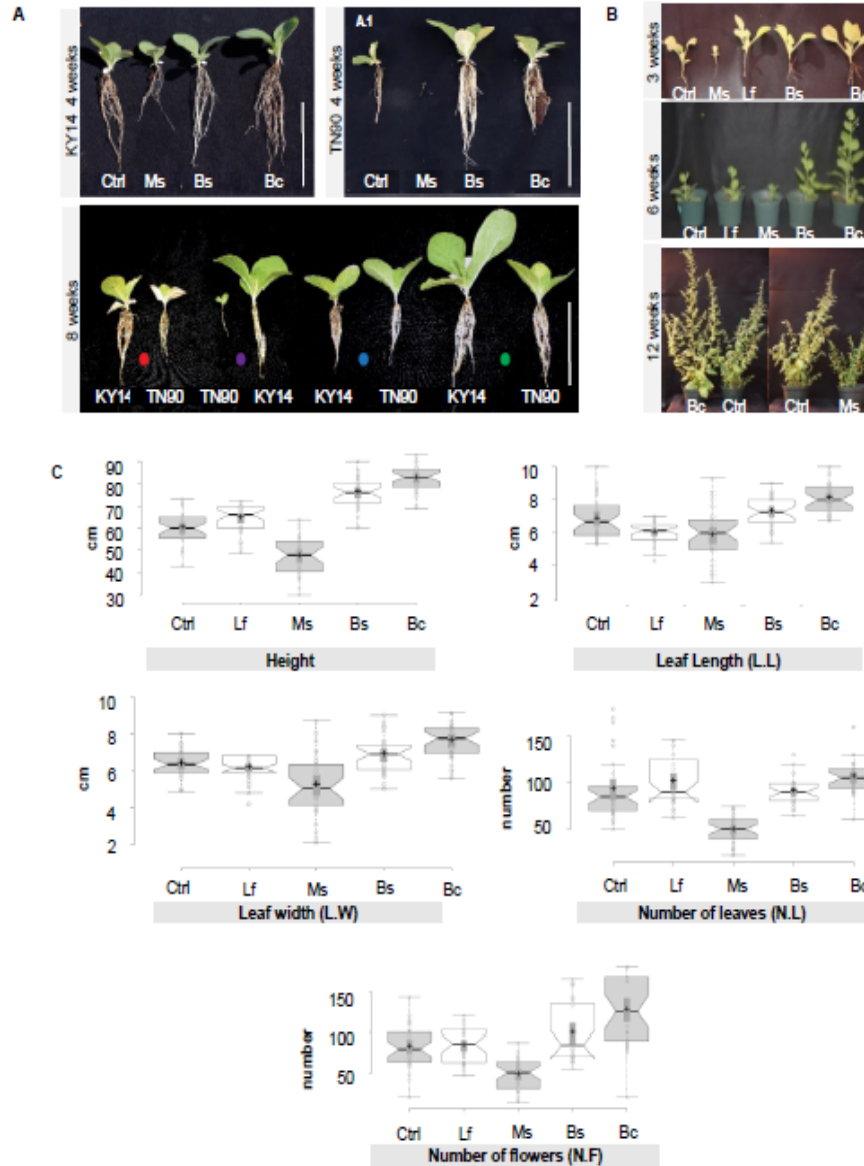 A
KY14 4 weeks
Ctrl Ms Bs Bc
A.1
TN90 4 weeks
Ctrl Ms Bs Bc
8 weeks
KY14 TN90 TN90 KY14 KY14 TN90 KY14 TN90
B
3 weeks
Ctrl Ms Lf Bs Bc
6 weeks
Ctrl Lf Ms Bs Bc
12 weeks
Bc Ctrl Ctrl Ms
C
90
80
70
60
50
40
30
cm
Ctrl Lf Ms Bs Bc
Height
10
8
6
4
2
cm
Ctrl Lf Ms Bs Bc
Leaf Length (L.L)
10
8
6
4
2
cm
Ctrl Lf Ms Bs Bc
Leaf width (L.W)
150
100
50
number
Ctrl Lf Ms Bs Bc
Number of leaves (N.L)
150
100
50
number
Ctrl Lf Ms Bs Bc
Number of flowers (N.F)